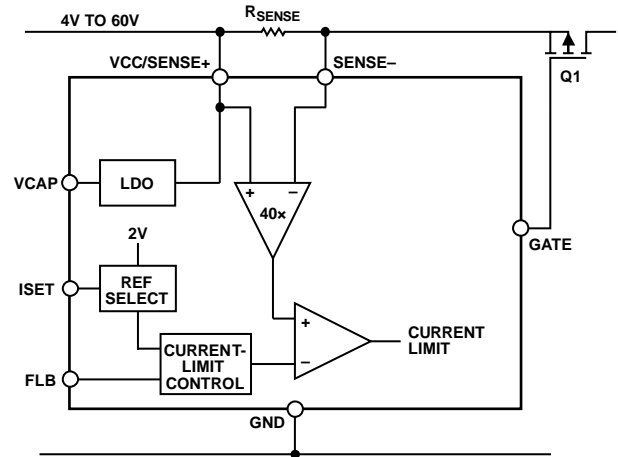 4V TO 60V
RSENSE
VCC/SENSE+
SENSE–
Q1
VCAP
LDO
+
–
40×
2V
GATE
ISET
REF
SELECT
+
–
CURRENT
LIMIT
CURRENT-
LIMIT
CONTROL
FLB
GND